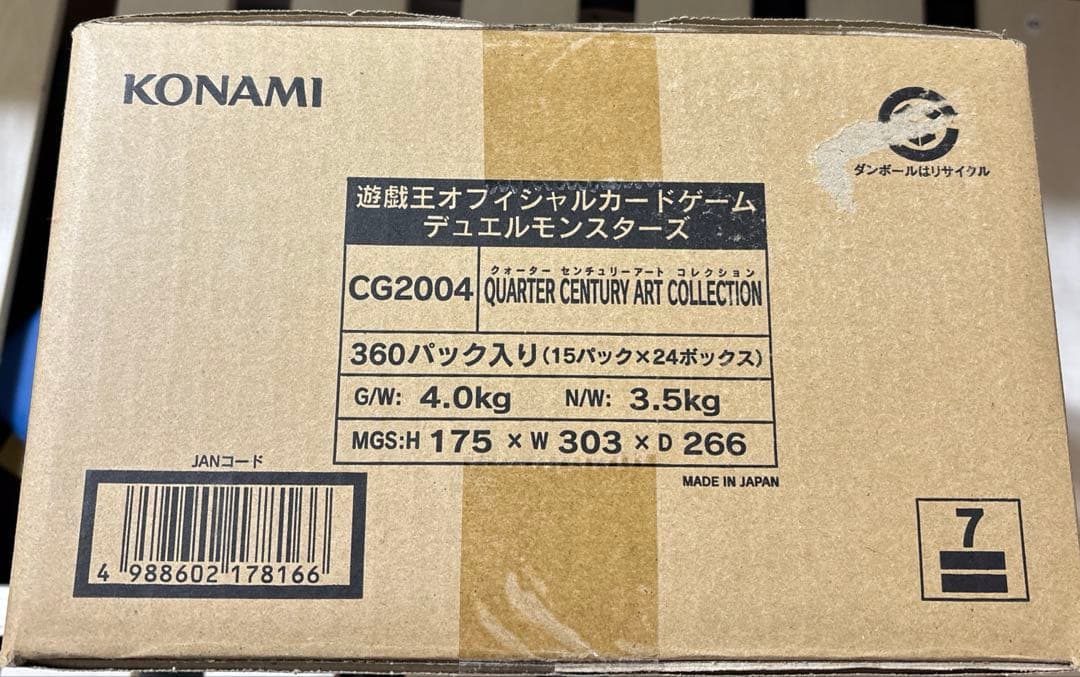 KONAMI
ダンボールはリサイクル
遊戯王オフィシャルカードゲーム
デュエルモンスターズ
CG2004
クォーター センチュリーアート コレクション
QUARTER CENTURY ART COLLECTION
360パック入り(15パック×24ボックス)
G/W: 4.0kg N/W: 3.5kg
MGS:H 175 × W 303 × D 266
MADE IN JAPAN
JANコード
4 988602 178166
7